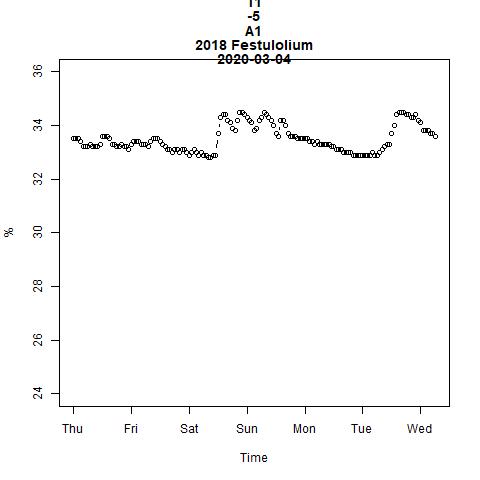 T1
-5
A1
2018 Festulolium
2020-03-04
36
34
32
30
28
26
24
%
Thu Fri Sat Sun Mon Tue Wed
Time